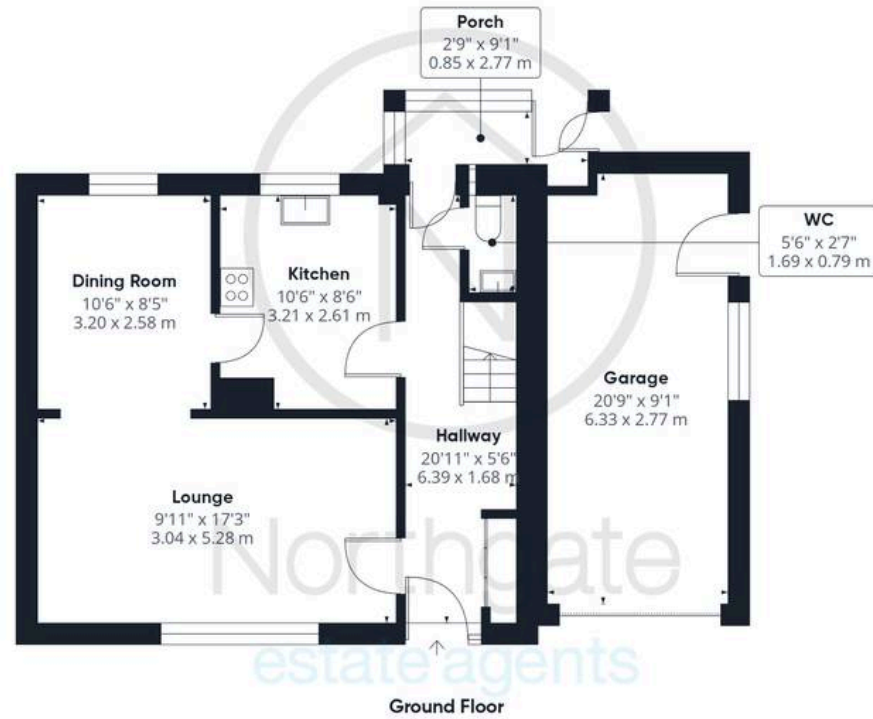 Porch
2'9" x 9'1"
0.85 x 2.77 m
WC
5'6" x 2'7"
1.69 x 0.79 m
Dining Room
10'6" x 8'5"
3.20 x 2.58 m
Kitchen
10'6" x 8'6"
3.21 x 2.61 m
Garage
20'9" x 9'1"
6.33 x 2.77 m
Hallway
20'11" x 5'6"
6.39 x 1.68 m
Lounge
9'11" x 17'3"
3.04 x 5.28 m
Northgate
estate agents
Ground Floor